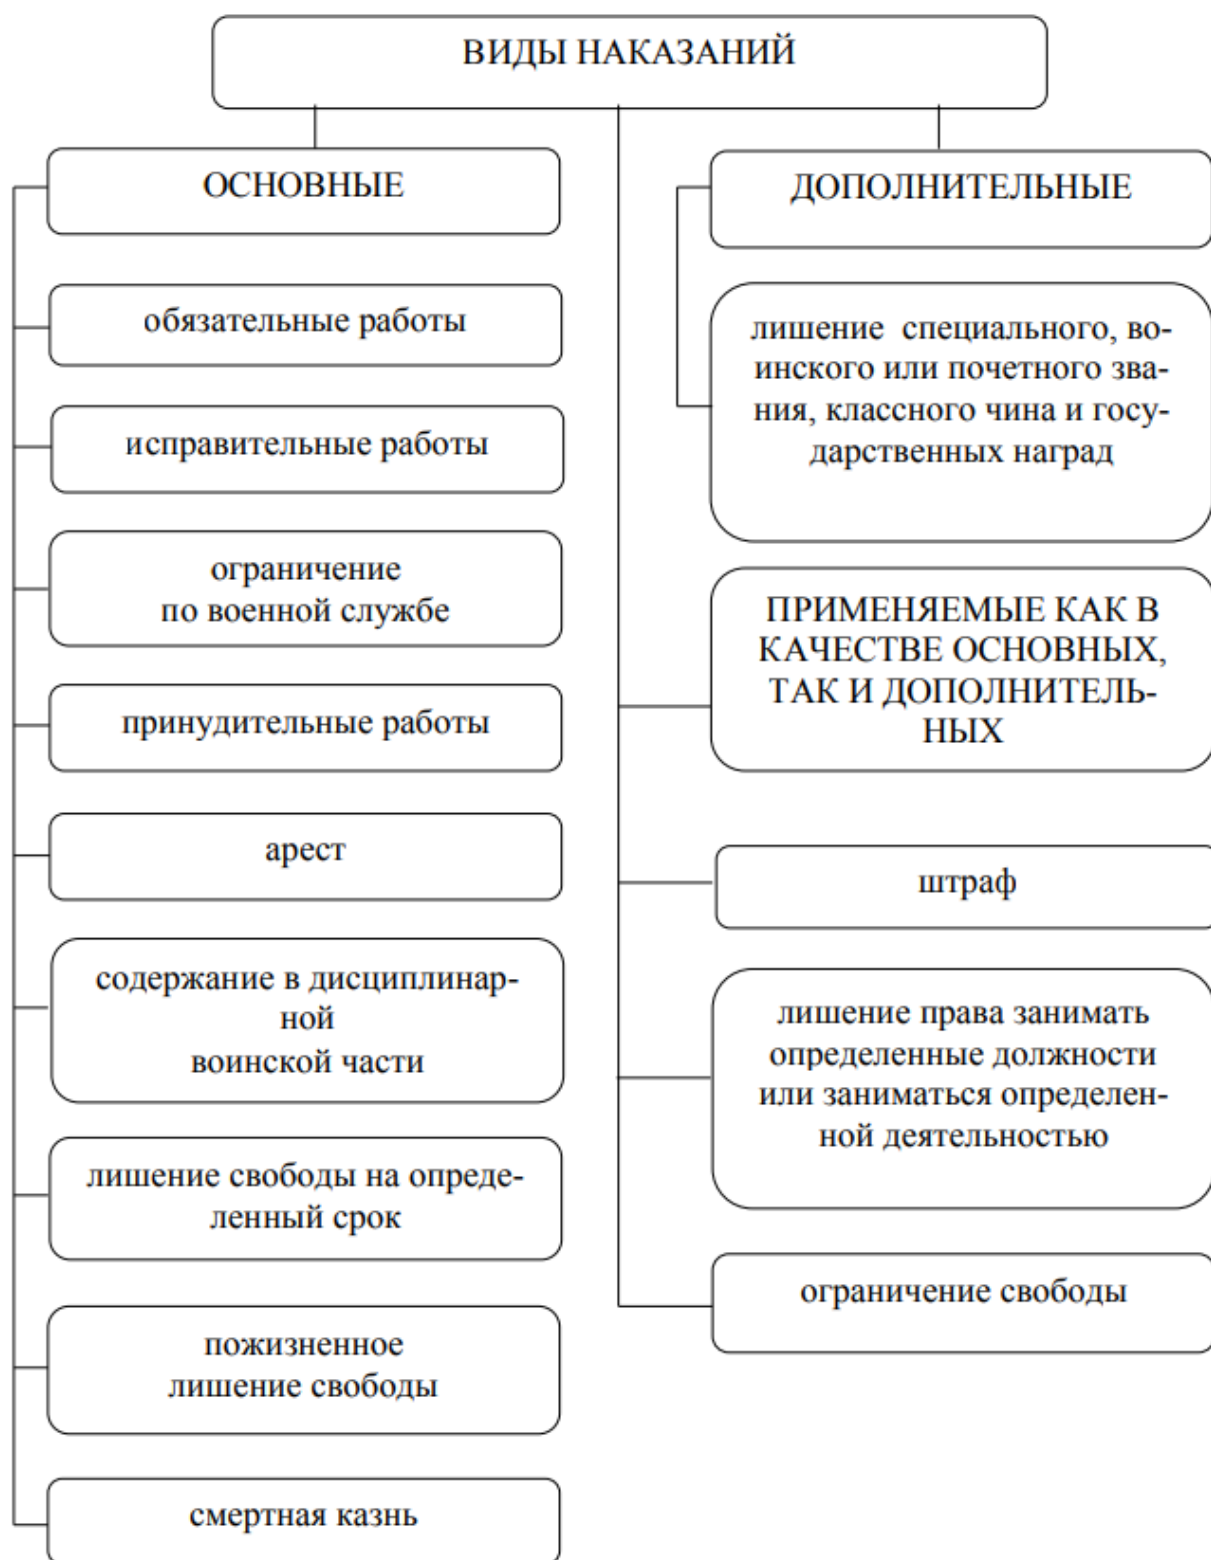 ВИДЫ НАКАЗАНИЙ
ОСНОВНЫЕ
обязательные работы
исправительные работы
ограничение
по военной службе
принудительные работы
арест
содержание в дисциплинар-
ной
воинской части
лишение свободы на опреде-
ленный срок
пожизненное
лишение свободы
смертная казнь
ДОПОЛНИТЕЛЬНЫЕ
лишение специального, во-
инского или почетного зва-
ния, классного чина и госу-
дарственных наград
ПРИМЕНЯЕМЫЕ КАК В
КАЧЕСТВЕ ОСНОВНЫХ,
ТАК И ДОПОЛНИТЕЛЬ-
НЫХ
штраф
лишение права занимать
определенные должности
или заниматься определен-
ной деятельностью
ограничение свободы